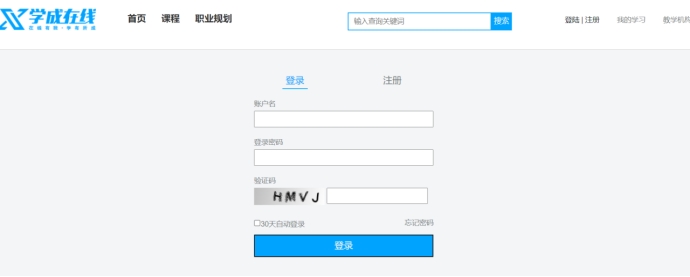 学成在线
首页 课程 职业规划 输入查询关键词 搜索 登陆 | 注册 我的学习 教学机构
登录 注册
账户名
登录密码
验证码
HMVJ
30天自动登录 忘记密码
登录